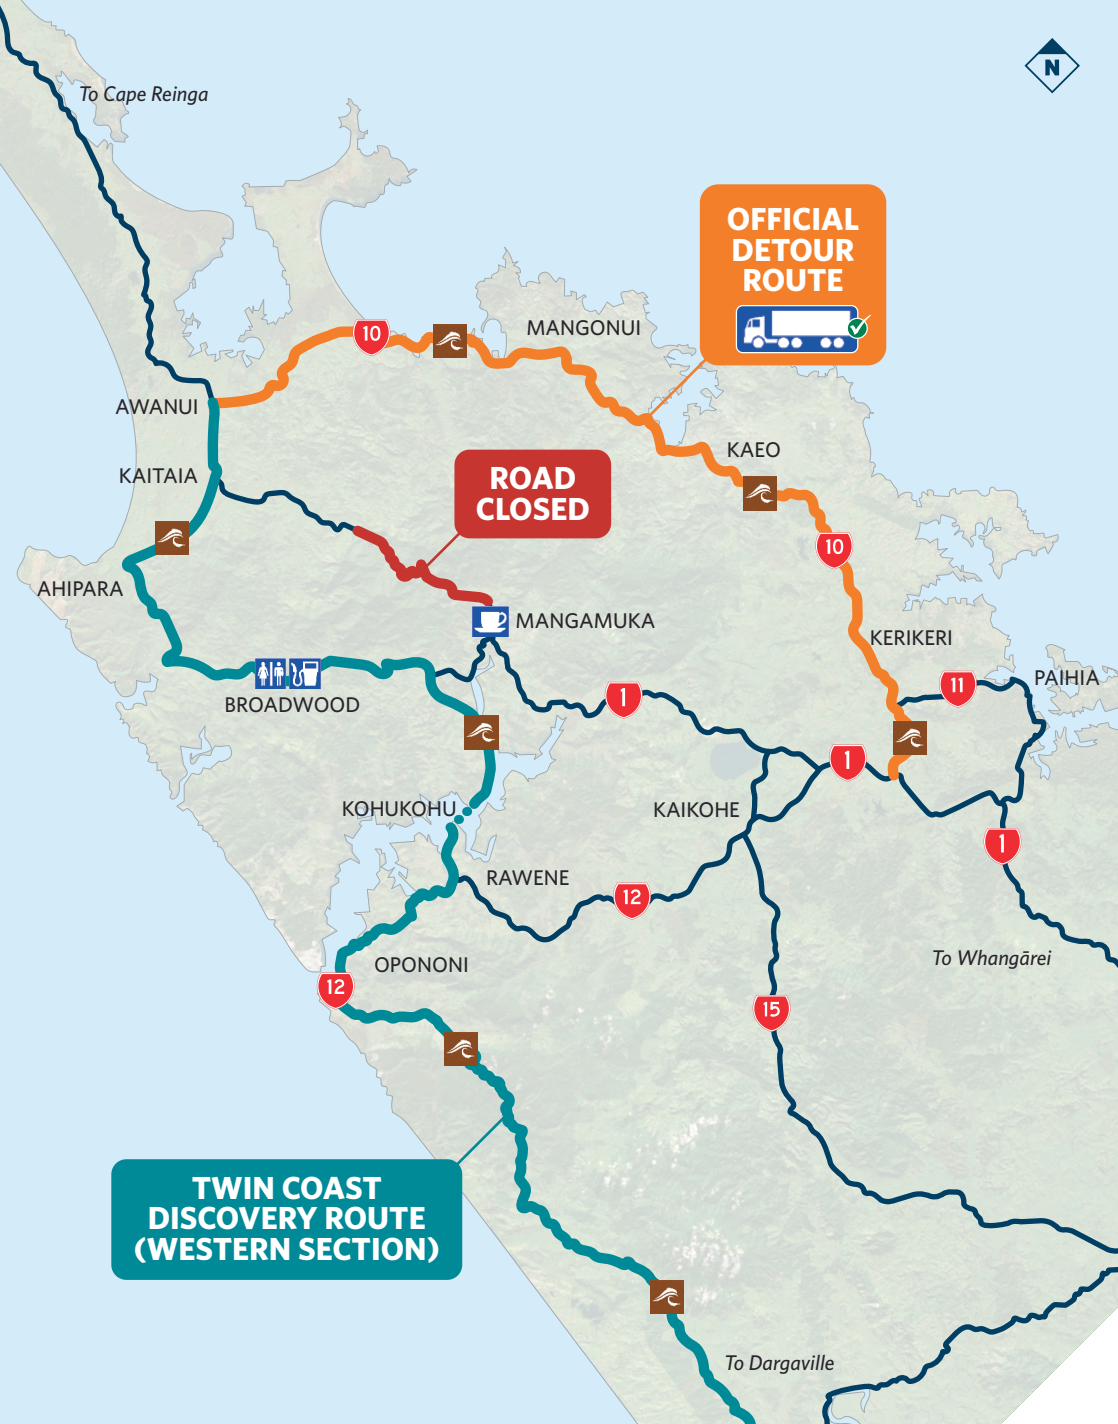 N
To Cape Reinga
OFFICIAL
DETOUR
ROUTE
10
MANGONUI
AWANUI
KAEO
KAITAIA
ROAD
CLOSED
10
AHIPARA
MANGAMUKA
KERIKERI
PAIHIA
11
1
BROADWOOD
1
KOHUKOHU
KAIKOHE
1
RAWENE
12
To Whangārei
OPONONI
12
15
TWIN COAST
DISCOVERY ROUTE
(WESTERN SECTION)
To Dargaville